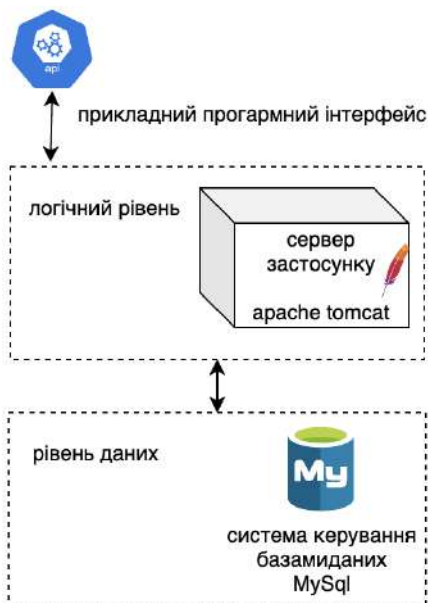 api
прикладний прогармний інтерфейс
логічний рівень
сервер
застосунку
apache tomcat
рівень даних
My
система керування
базамиданих
MySql